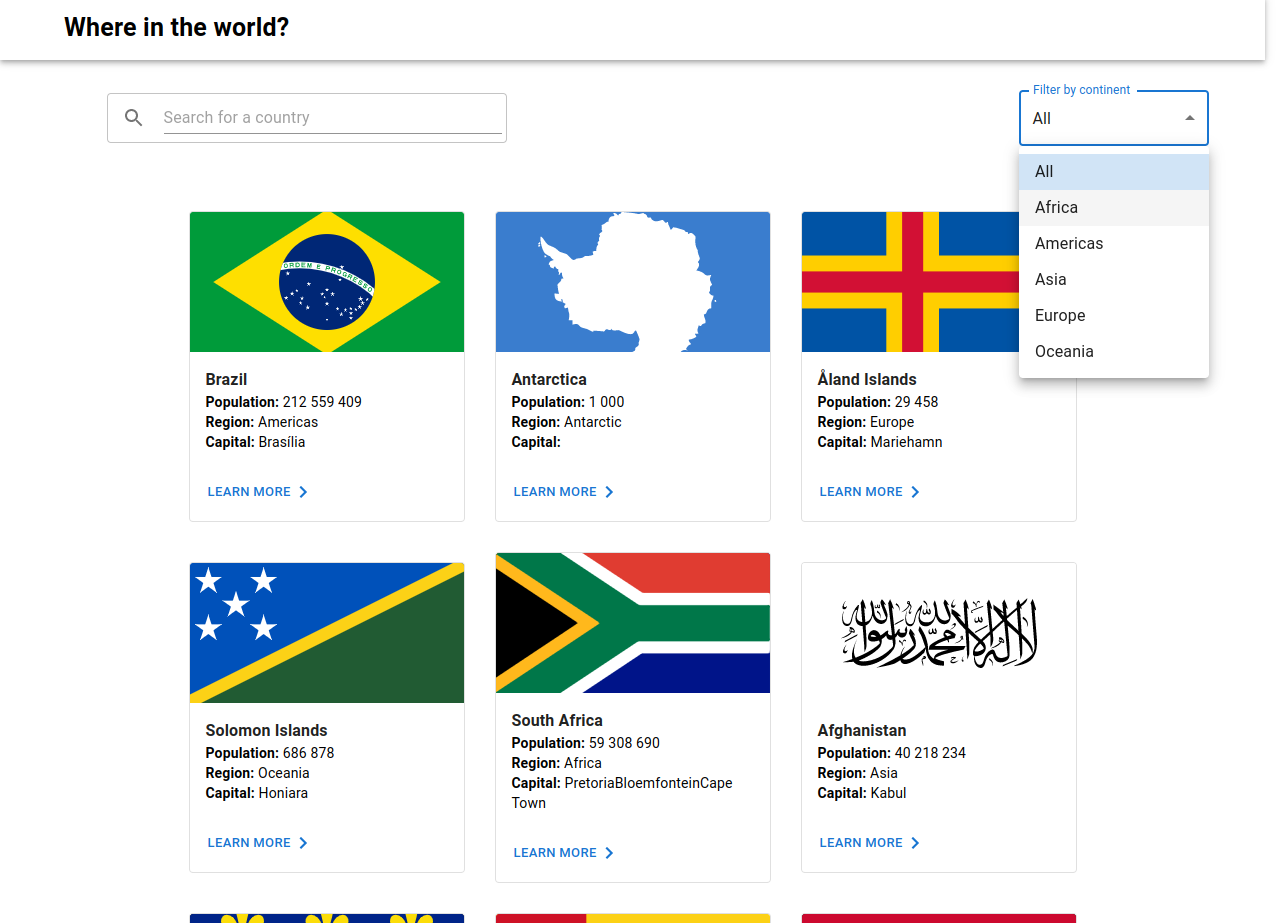 Where in the world?
Search for a country
Filter by continent
All
All
Africa
Americas
Asia
Europe
Oceania
ORDEM E PROGRESSO
Brazil
Population: 212 559 409
Region: Americas
Capital: Brasília
LEARN MORE
Antarctica
Population: 1 000
Region: Antarctic
Capital:
LEARN MORE
Åland Islands
Population: 29 458
Region: Europe
Capital: Mariehamn
LEARN MORE
Solomon Islands
Population: 686 878
Region: Oceania
Capital: Honiara
LEARN MORE
South Africa
Population: 59 308 690
Region: Africa
Capital: PretoriaBloemfonteinCape
Town
LEARN MORE
لا إله إلا الله محمد رسول الله
Afghanistan
Population: 40 218 234
Region: Asia
Capital: Kabul
LEARN MORE